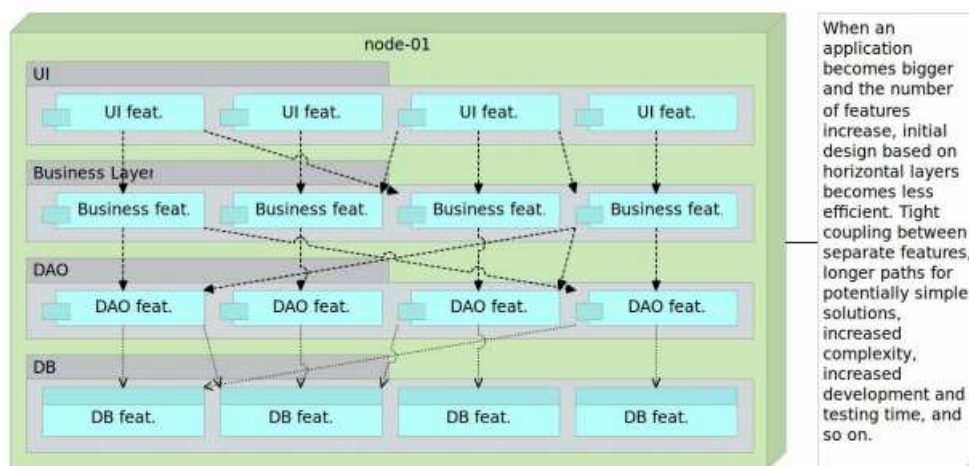 node-01
UI
UI feat.
UI feat.
UI feat.
UI feat.
Business Layer
Business feat.
Business feat.
Business feat.
Business feat.
DAO
DAO feat.
DAO feat.
DAO feat.
DAO feat.
DB
DB feat.
DB feat.
DB feat.
DB feat.
When an
application
becomes bigger
and the number
of features
increase, initial
design based on
horizontal layers
becomes less
efficient. Tight
coupling between
separate features,
longer paths for
potentially simple
solutions,
increased
complexity,
increased
development and
testing time, and
so on.